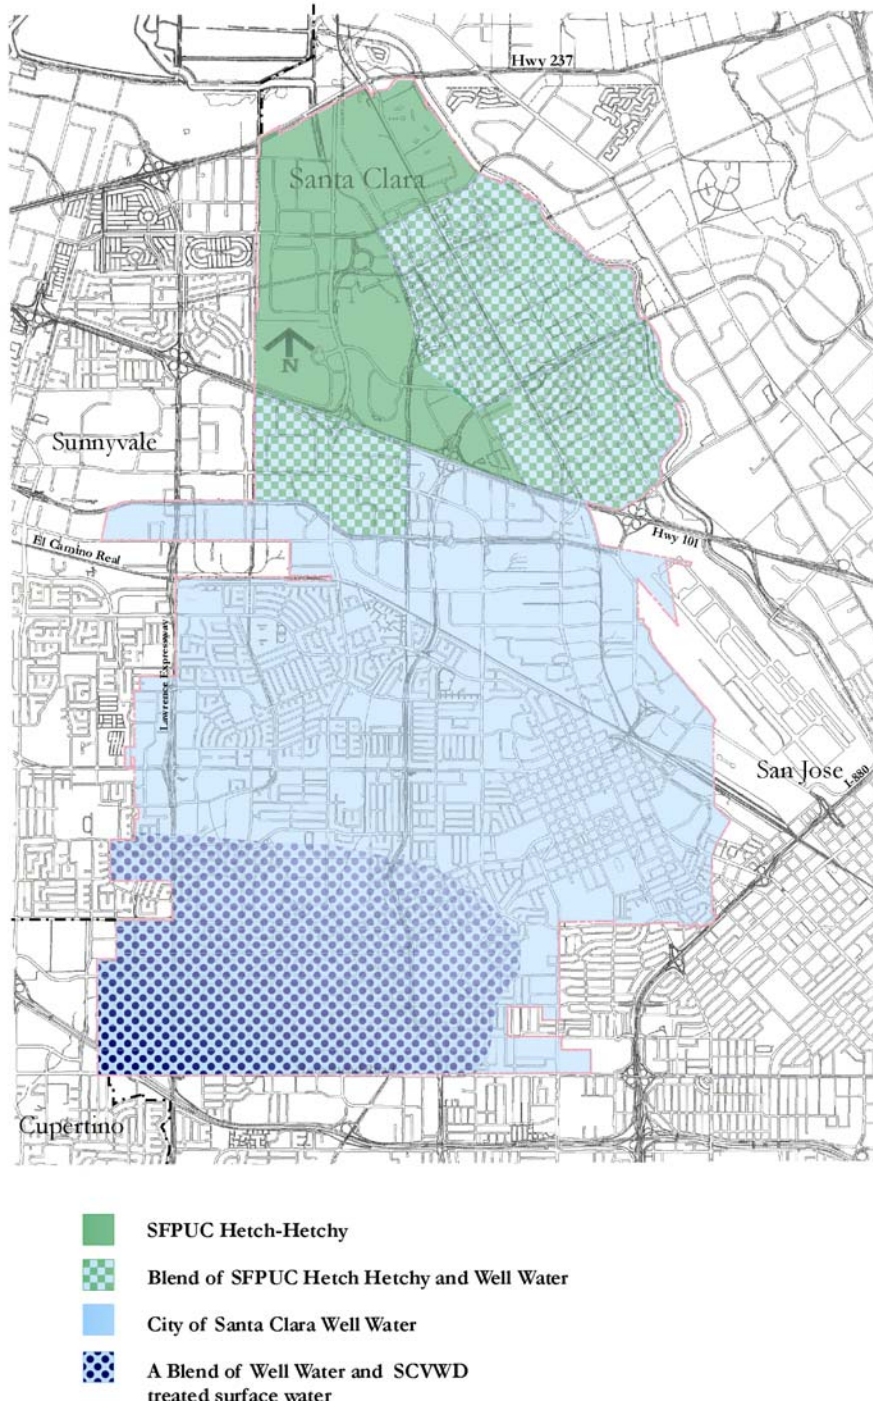 Hwy 237
Santa Clara
N
Sunnyvale
El Camino Real
Hwy 101
Lawrence Expressway
San Jose
I-880
Cupertino
SFPUC Hetch-Hetchy
Blend of SFPUC Hetch Hetchy and Well Water
City of Santa Clara Well Water
A Blend of Well Water and SCVWD
treated surface water